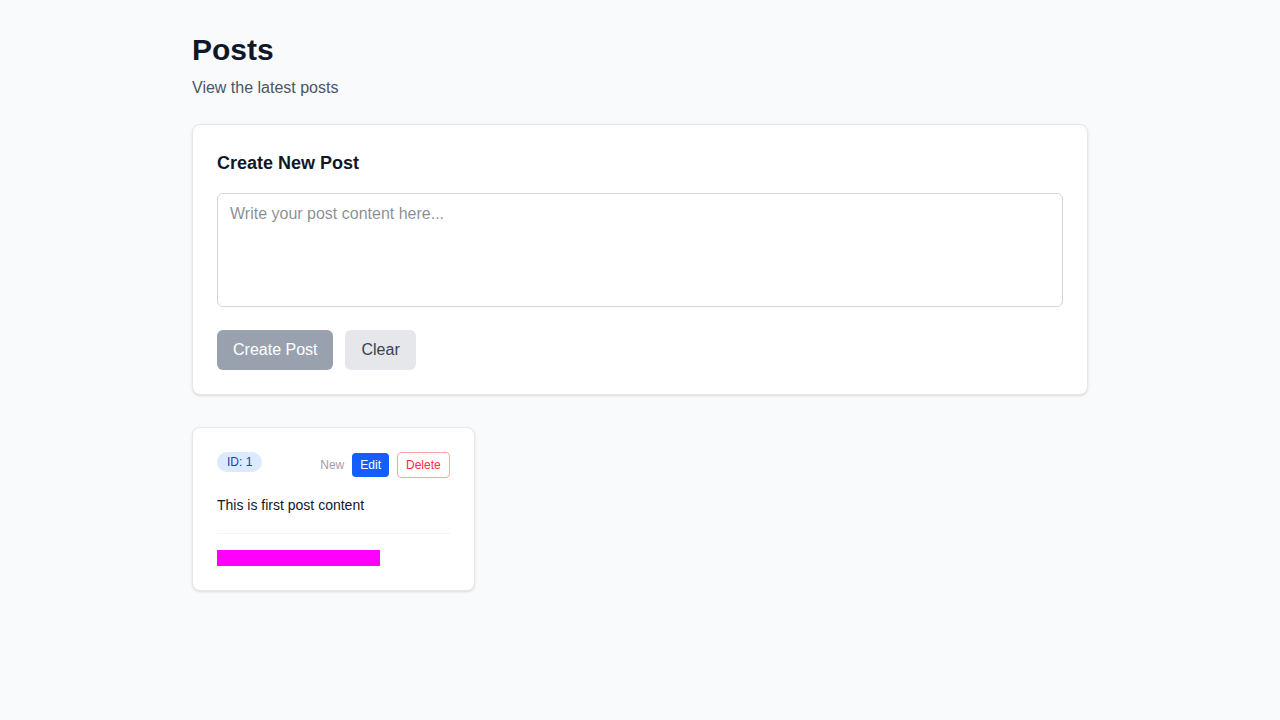 Posts
View the latest posts
Create New Post
Write your post content here...
Create Post
Clear
ID: 1
New
Edit
Delete
This is first post content